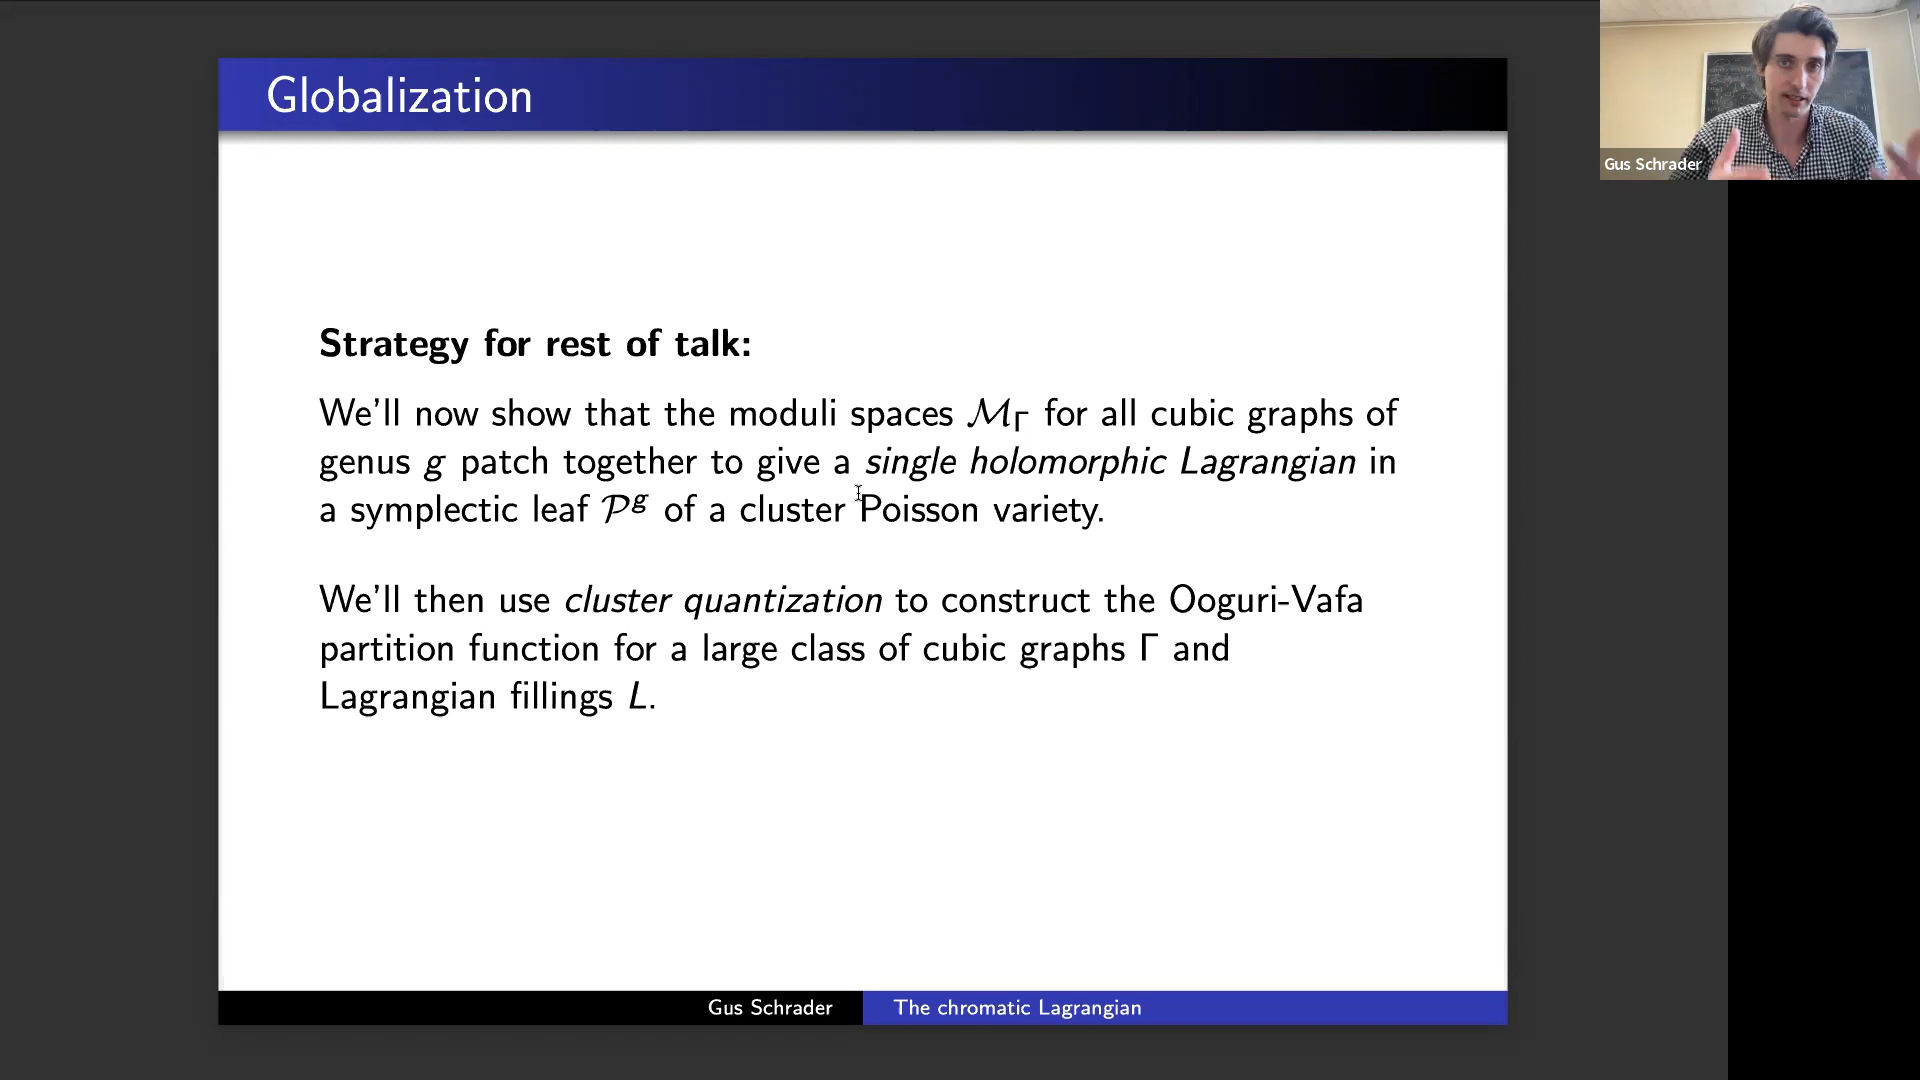 Globalization
Gus Schrader
Strategy for rest of talk:
We'll now show that the moduli spaces ℳ_Γ for all cubic graphs of
genus g patch together to give a single holomorphic Lagrangian in
a symplectic leaf 𝒫^g of a cluster Poisson variety.
We'll then use cluster quantization to construct the Ooguri-Vafa
partition function for a large class of cubic graphs Γ and
Lagrangian fillings L.
Gus Schrader The chromatic Lagrangian